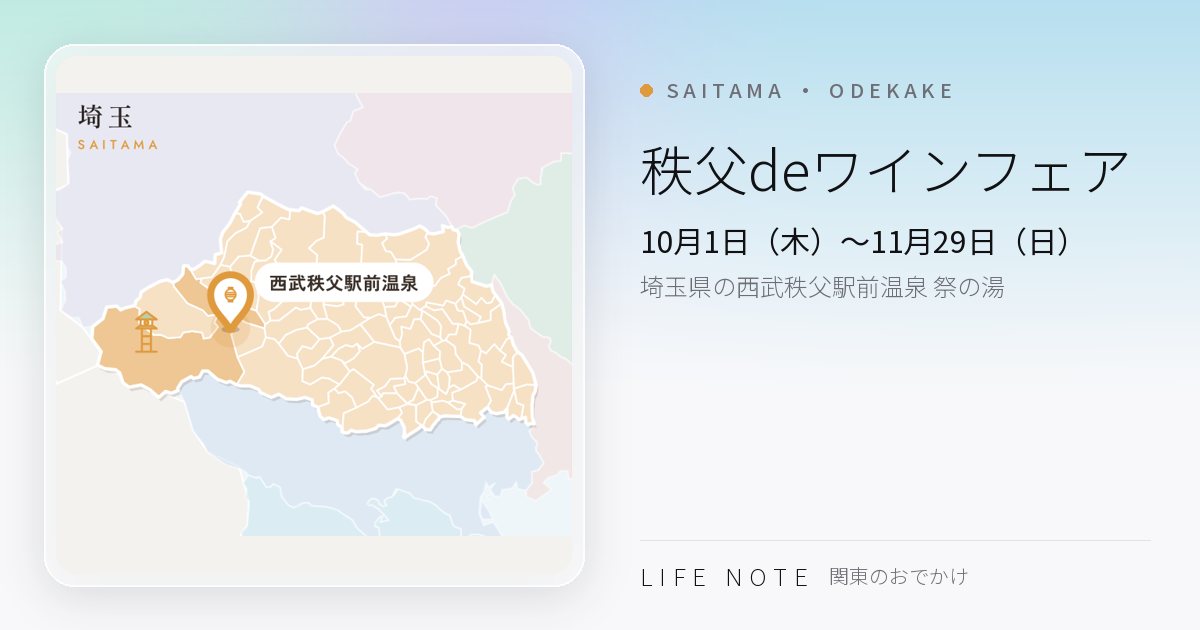 埼玉
SAITAMA
西武秩父駅前温泉
SAITAMA • ODEKAKE
秩父deワインフェア
10月1日（木）〜11月29日（日）
埼玉県の西武秩父駅前温泉 祭の湯
LIFE NOTE 関東のおでかけ